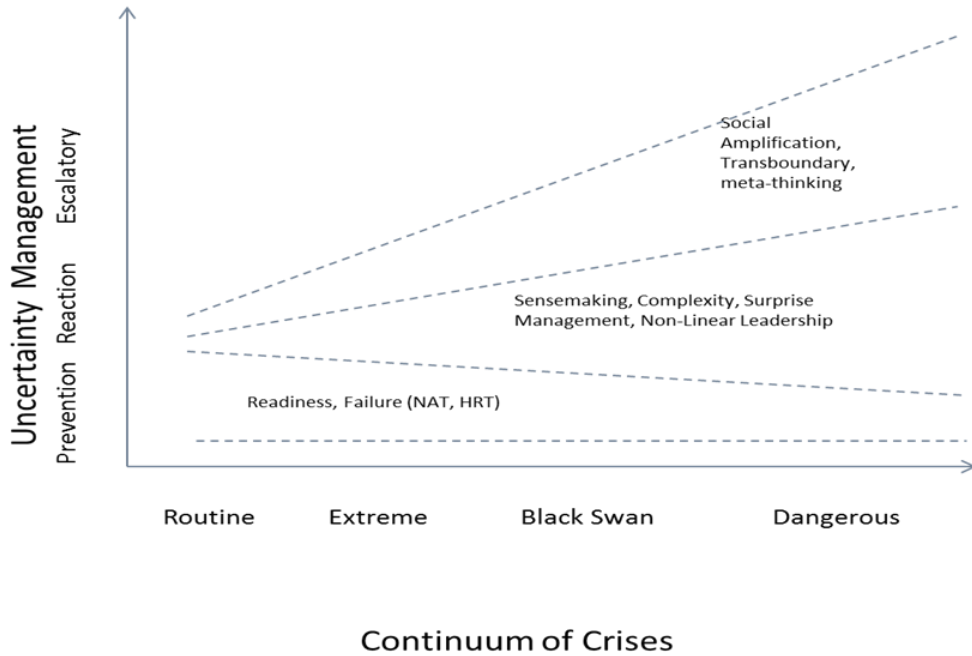 Uncertainty Management
Escalatory
Reaction
Prevention
Social
Amplification,
Transboundary,
meta-thinking
Sensemaking, Complexity, Surprise
Management, Non-Linear Leadership
Readiness, Failure (NAT, HRT)
Routine Extreme Black Swan Dangerous
Continuum of Crises